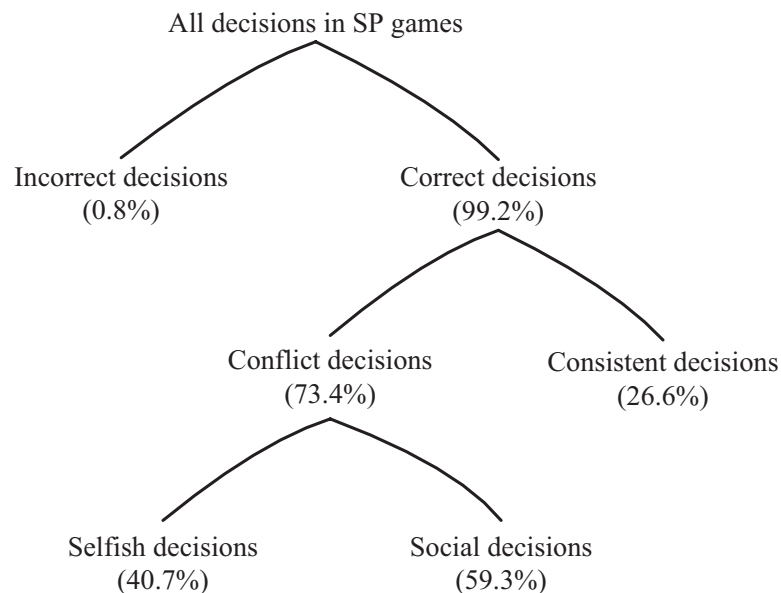 All decisions in SP games
Incorrect decisions
(0.8%)
Correct decisions
(99.2%)
Conflict decisions
(73.4%)
Consistent decisions
(26.6%)
Selfish decisions
(40.7%)
Social decisions
(59.3%)